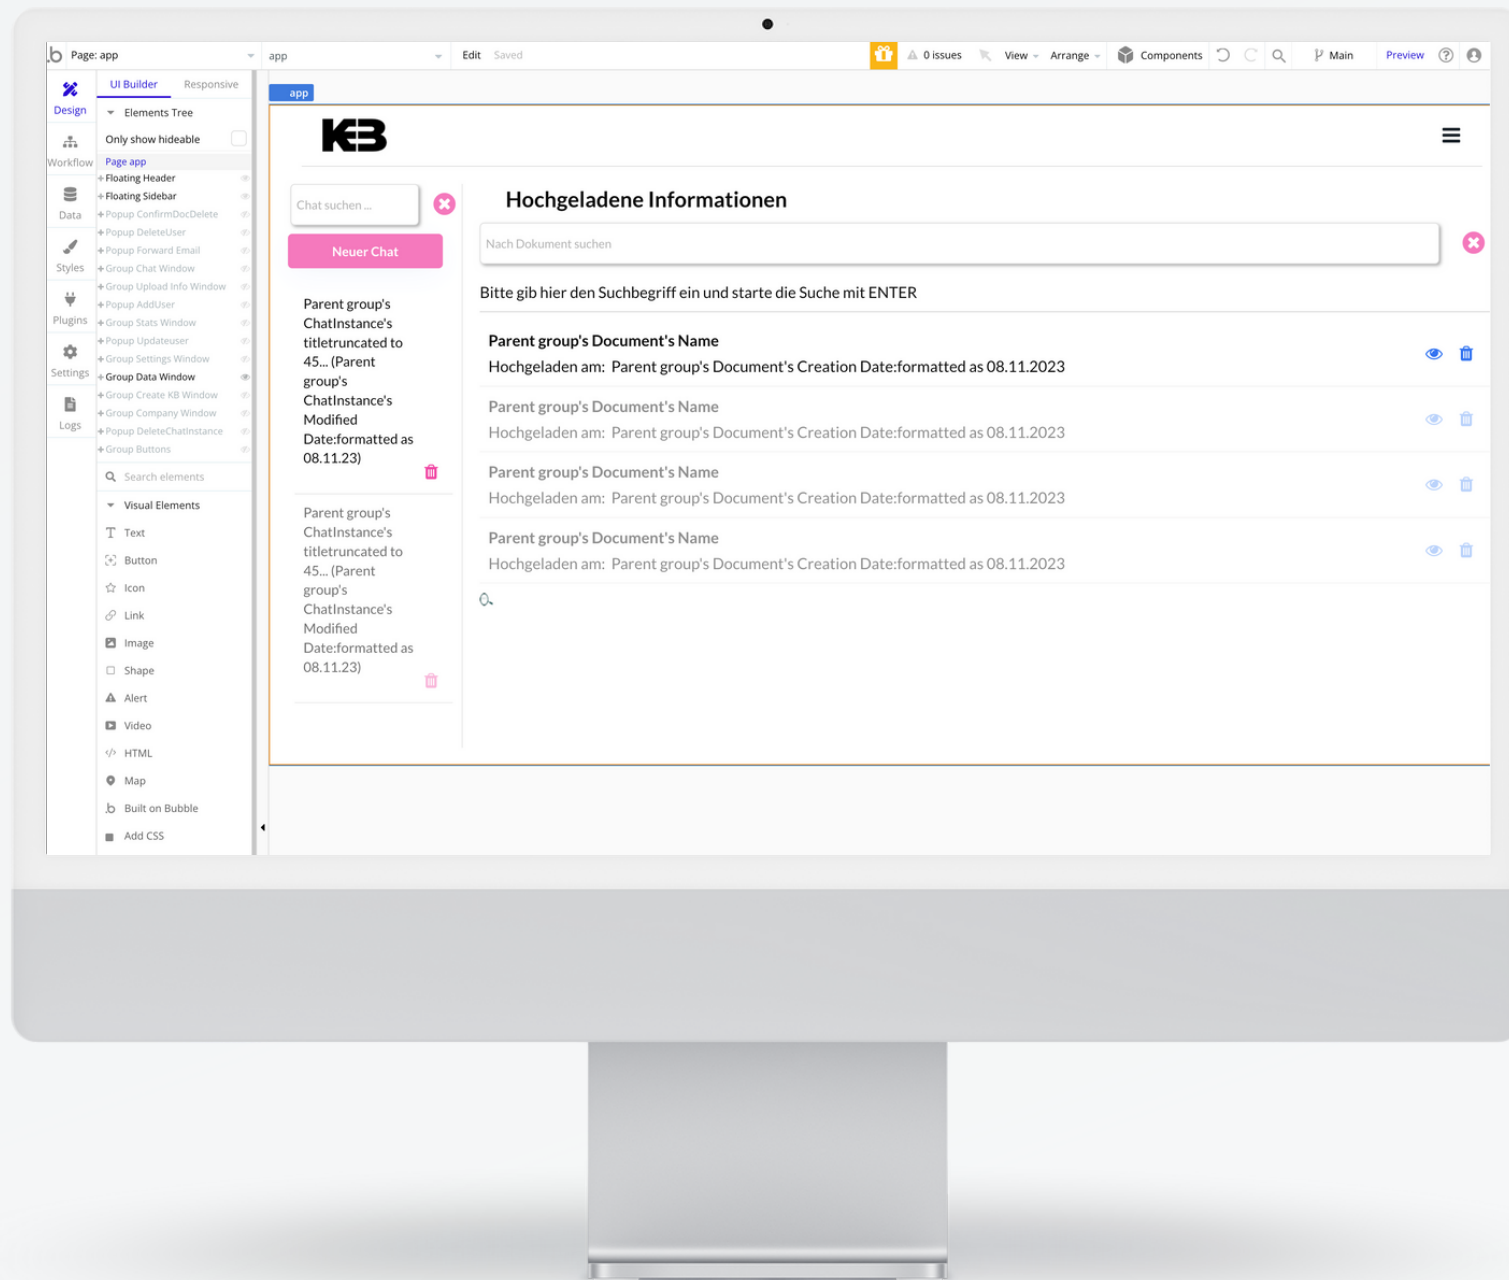 Page: app
app
Edit
Saved
0 issues
View
Arrange
Components
Main
Preview
Design
Workflow
Data
Styles
Plugins
Settings
Logs
UI Builder
Responsive
Elements Tree
Only show hideable
Page app
Floating Header
Floating Sidebar
Popup ConfirmDocDelete
Popup DeleteUser
Popup Forward Email
Group Chat Window
Group Upload Info Window
Popup AddUser
Group Stats Window
Popup Updateuser
Group Settings Window
Group Data Window
Group Create KB Window
Group Company Window
Popup DeleteChatInstance
Group Buttons
Search elements
Visual Elements
Text
Button
Icon
Link
Image
Shape
Alert
Video
HTML
Map
Built on Bubble
Add CSS
app
KB
Chat suchen ...
Neuer Chat
Parent group's
ChatInstance's
titletruncated to
45... (Parent
group's
ChatInstance's
Modified
Date:formatted as
08.11.23)
Parent group's
ChatInstance's
titletruncated to
45... (Parent
group's
ChatInstance's
Modified
Date:formatted as
08.11.23)
Hochgeladene Informationen
Nach Dokument suchen
Bitte gib hier den Suchbegriff ein und starte die Suche mit ENTER
Parent group's Document's Name
Hochgeladen am: Parent group's Document's Creation Date:formatted as 08.11.2023
Parent group's Document's Name
Hochgeladen am: Parent group's Document's Creation Date:formatted as 08.11.2023
Parent group's Document's Name
Hochgeladen am: Parent group's Document's Creation Date:formatted as 08.11.2023
Parent group's Document's Name
Hochgeladen am: Parent group's Document's Creation Date:formatted as 08.11.2023